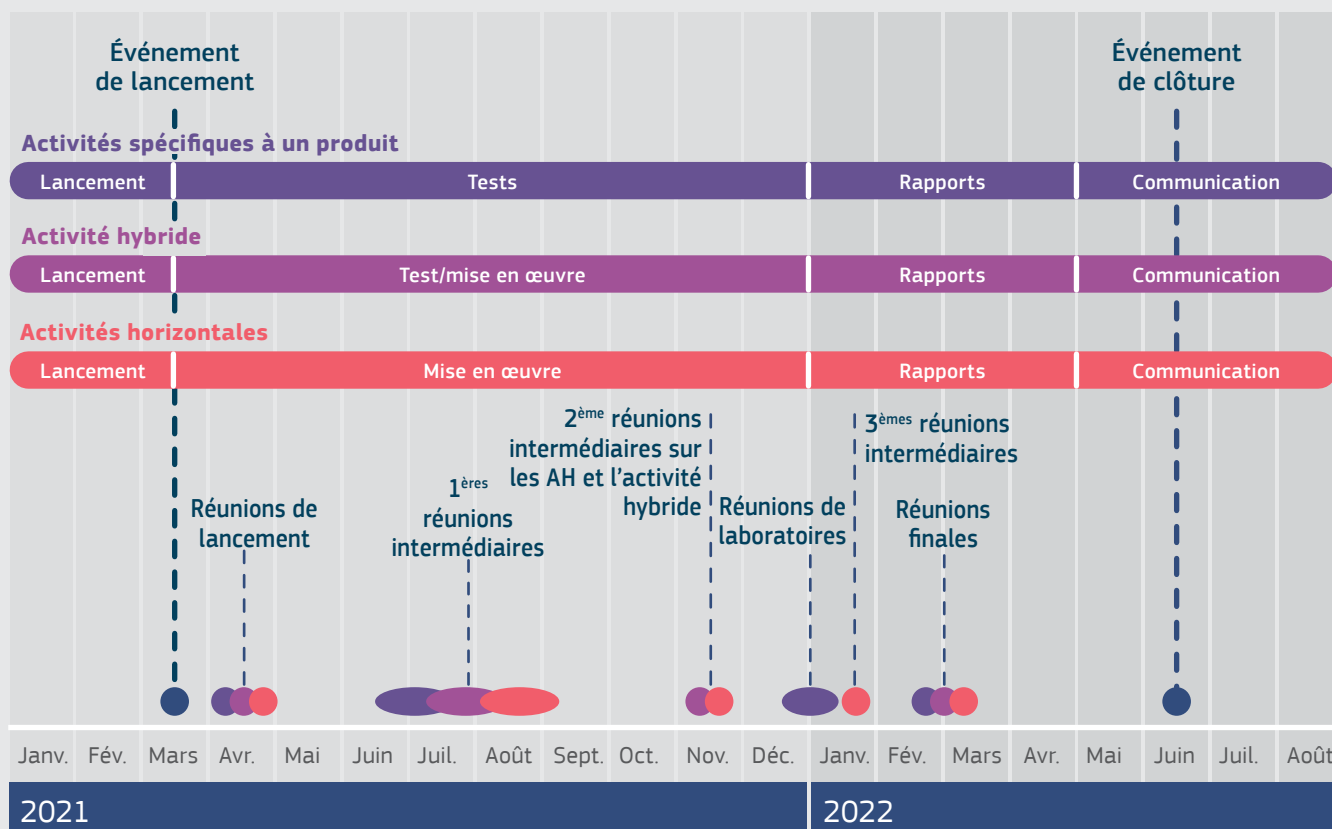 Événement
de lancement
Événement
de clôture
Activités spécifiques à un produit
Lancement Tests Rapports Communication
Activité hybride
Lancement Test/mise en œuvre Rapports Communication
Activités horizontales
Lancement Mise en œuvre Rapports Communication
Réunions de
lancement
1ères
réunions
intermédiaires
2ème réunions
intermédiaires sur
les AH et l'activité
hybride
Réunions de
laboratoires
3èmes réunions
intermédiaires
Réunions
finales
Janv. Fév. Mars Avr. Mai Juin Juil. Août Sept. Oct. Nov. Déc. Janv. Fév. Mars Avr. Mai Juin Juil. Août
2021 2022